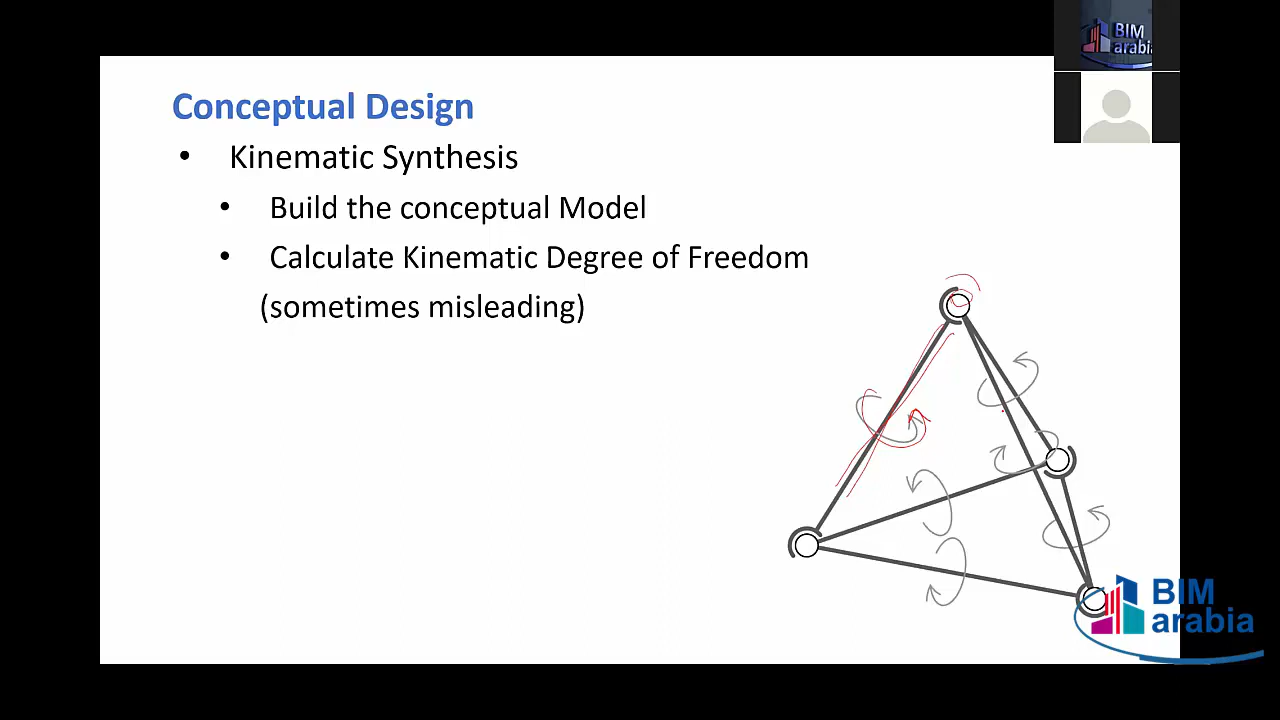 BIM
arabia
Conceptual Design
• Kinematic Synthesis
• Build the conceptual Model
• Calculate Kinematic Degree of Freedom
(sometimes misleading)
BIM
arabia